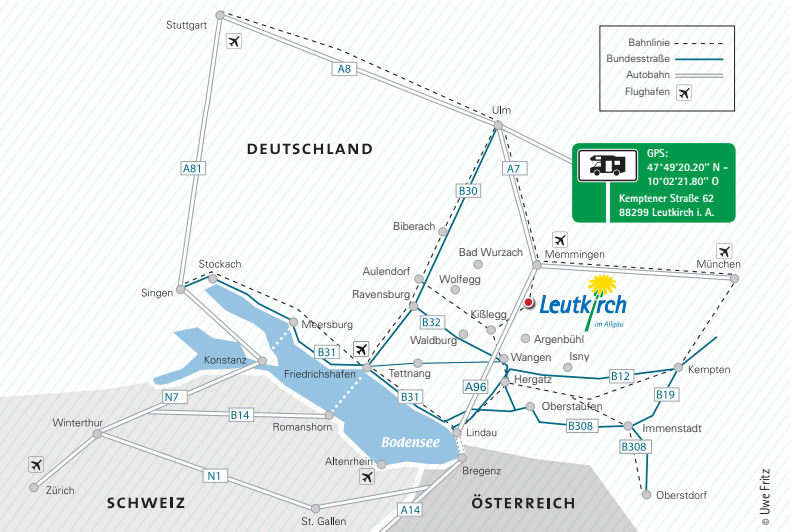 Stuttgart
A8
Bahnlinie
Bundesstraße
Autobahn
Flughafen
Ulm
DEUTSCHLAND
GPS:
47°49'20.20'' N –
10°02'21.80'' O
Kemptener Straße 62
88299 Leutkirch i. A.
A81
A7
B30
Biberach
Bad Wurzach
Memmingen
München
Stockach
Aulendorf
Wolfegg
Singen
Ravensburg
Leutkirch
im Allgäu
Meersburg
B32
Kißlegg
Waldburg
Argenbühl
Konstanz
B31
Friedrichshafen
Tettnang
Wangen
Isny
Kempten
Hergatz
B12
N7
B31
A96
B19
Winterthur
B14
Romanshorn
Oberstaufen
B308
Immenstadt
Bodensee
Lindau
B308
Altenrhein
Bregenz
N1
Zürich
SCHWEIZ
ÖSTERREICH
Oberstdorf
St. Gallen
A14
© Uwe Fritz